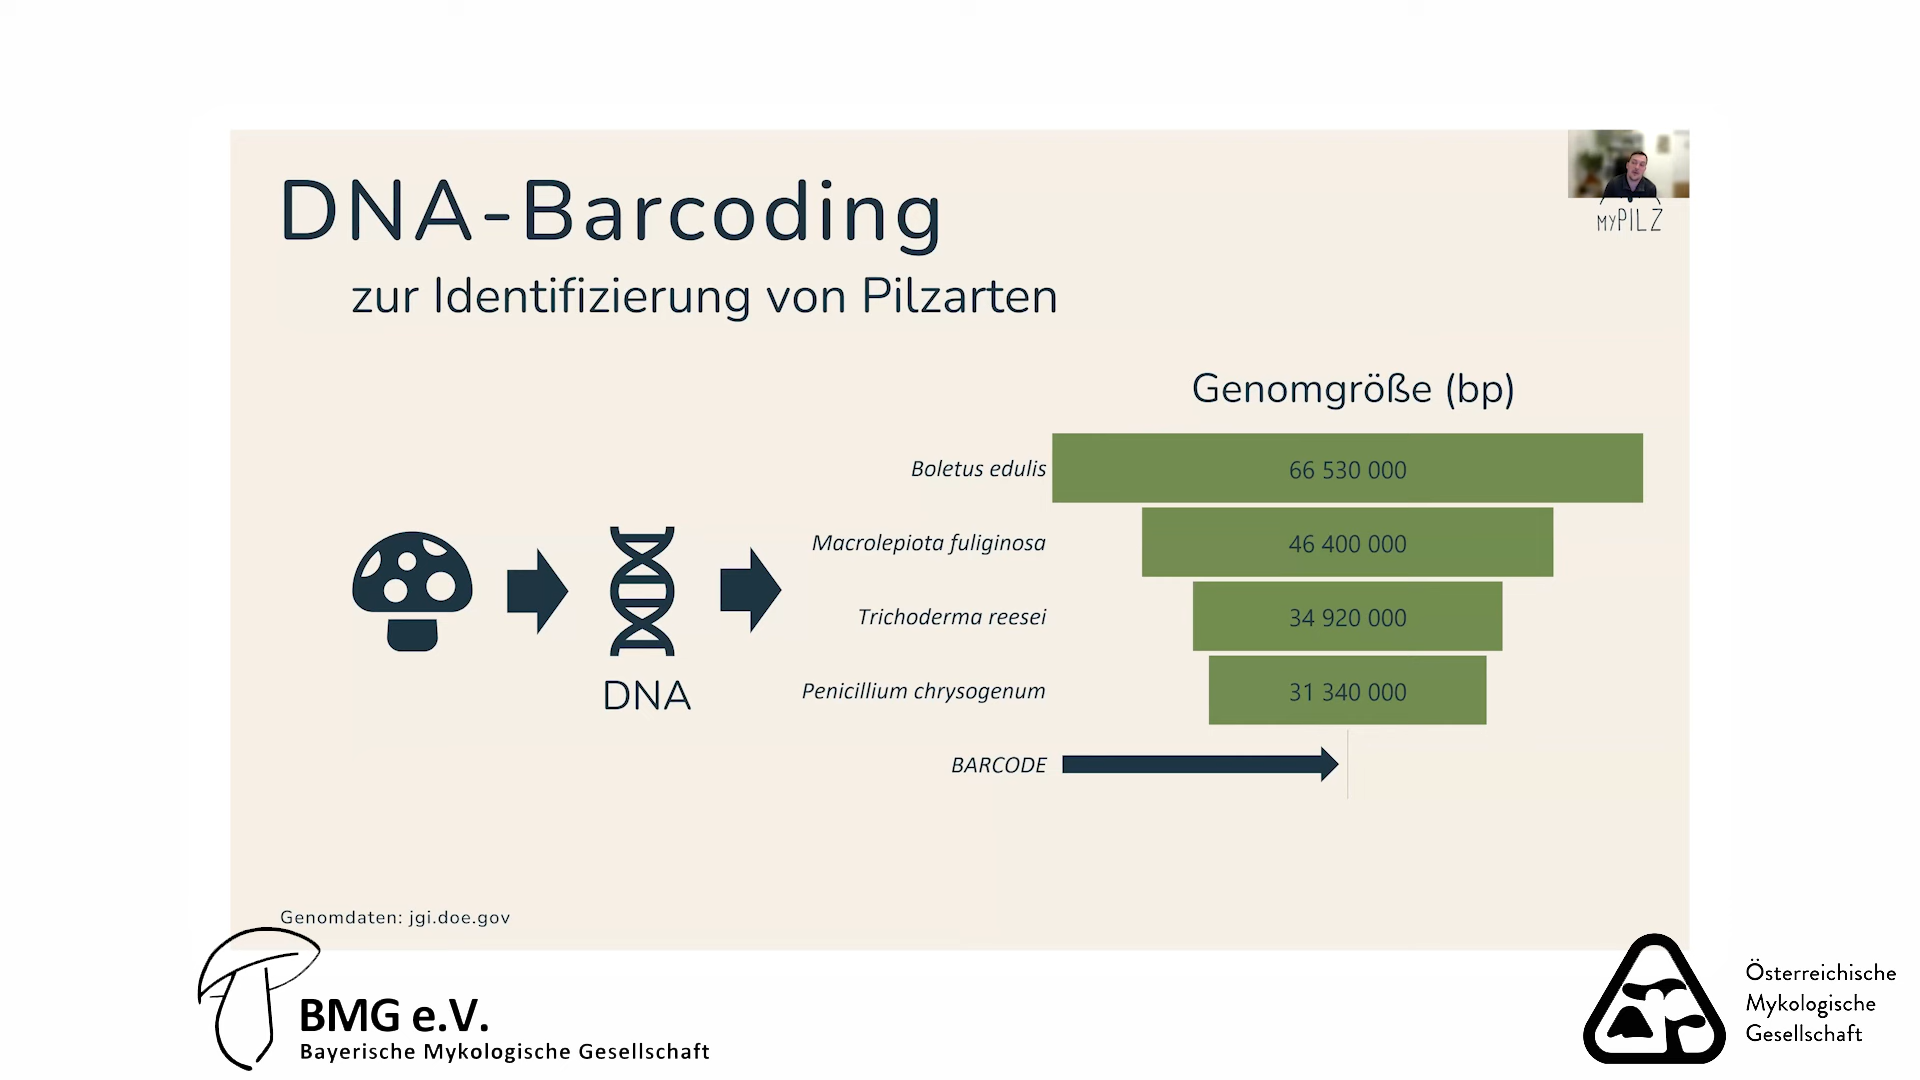 DNA-Barcoding
zur Identifizierung von Pilzarten
myPILZ
Genomgröße (bp)
Boletus edulis 66 530 000
Macrolepiota fuliginosa 46 400 000
Trichoderma reesei 34 920 000
Penicillium chrysogenum 31 340 000
BARCODE
DNA
Genomdaten: jgi.doe.gov
BMG e.V.
Bayerische Mykologische Gesellschaft
Österreichische
Mykologische
Gesellschaft